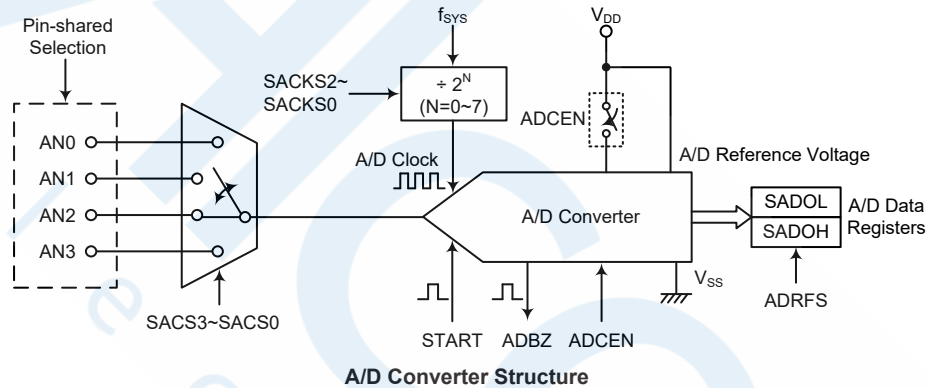 Pin-shared
Selection
fSYS
VDD
SACKS2~
SACKS0
÷ 2^N
(N=0~7)
ADCEN
AN0
AN1
AN2
AN3
A/D Clock
A/D Reference Voltage
A/D Converter
SADOL
SADOH
A/D Data
Registers
VSS
ADRFS
SACS3~SACS0
START
ADBZ
ADCEN
A/D Converter Structure